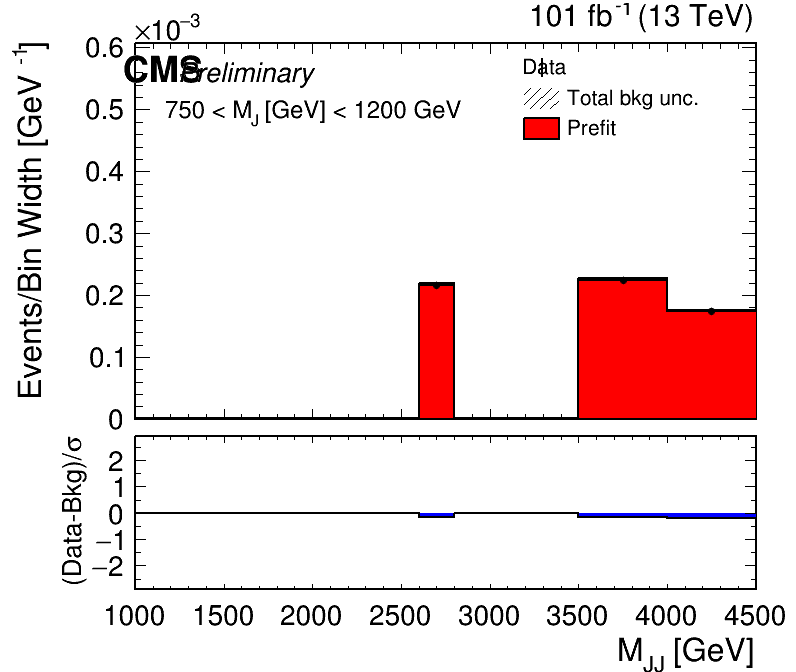 ×10⁻³
101 fb⁻¹ (13 TeV)
CMS Preliminary
750 < M_J [GeV] < 1200 GeV
Data
Total bkg unc.
Prefit
Events/Bin Width [GeV⁻¹]
0.6
0.5
0.4
0.3
0.2
0.1
0
(Data-Bkg)/σ
2
1
0
−1
−2
1000 1500 2000 2500 3000 3500 4000 4500
M_JJ [GeV]